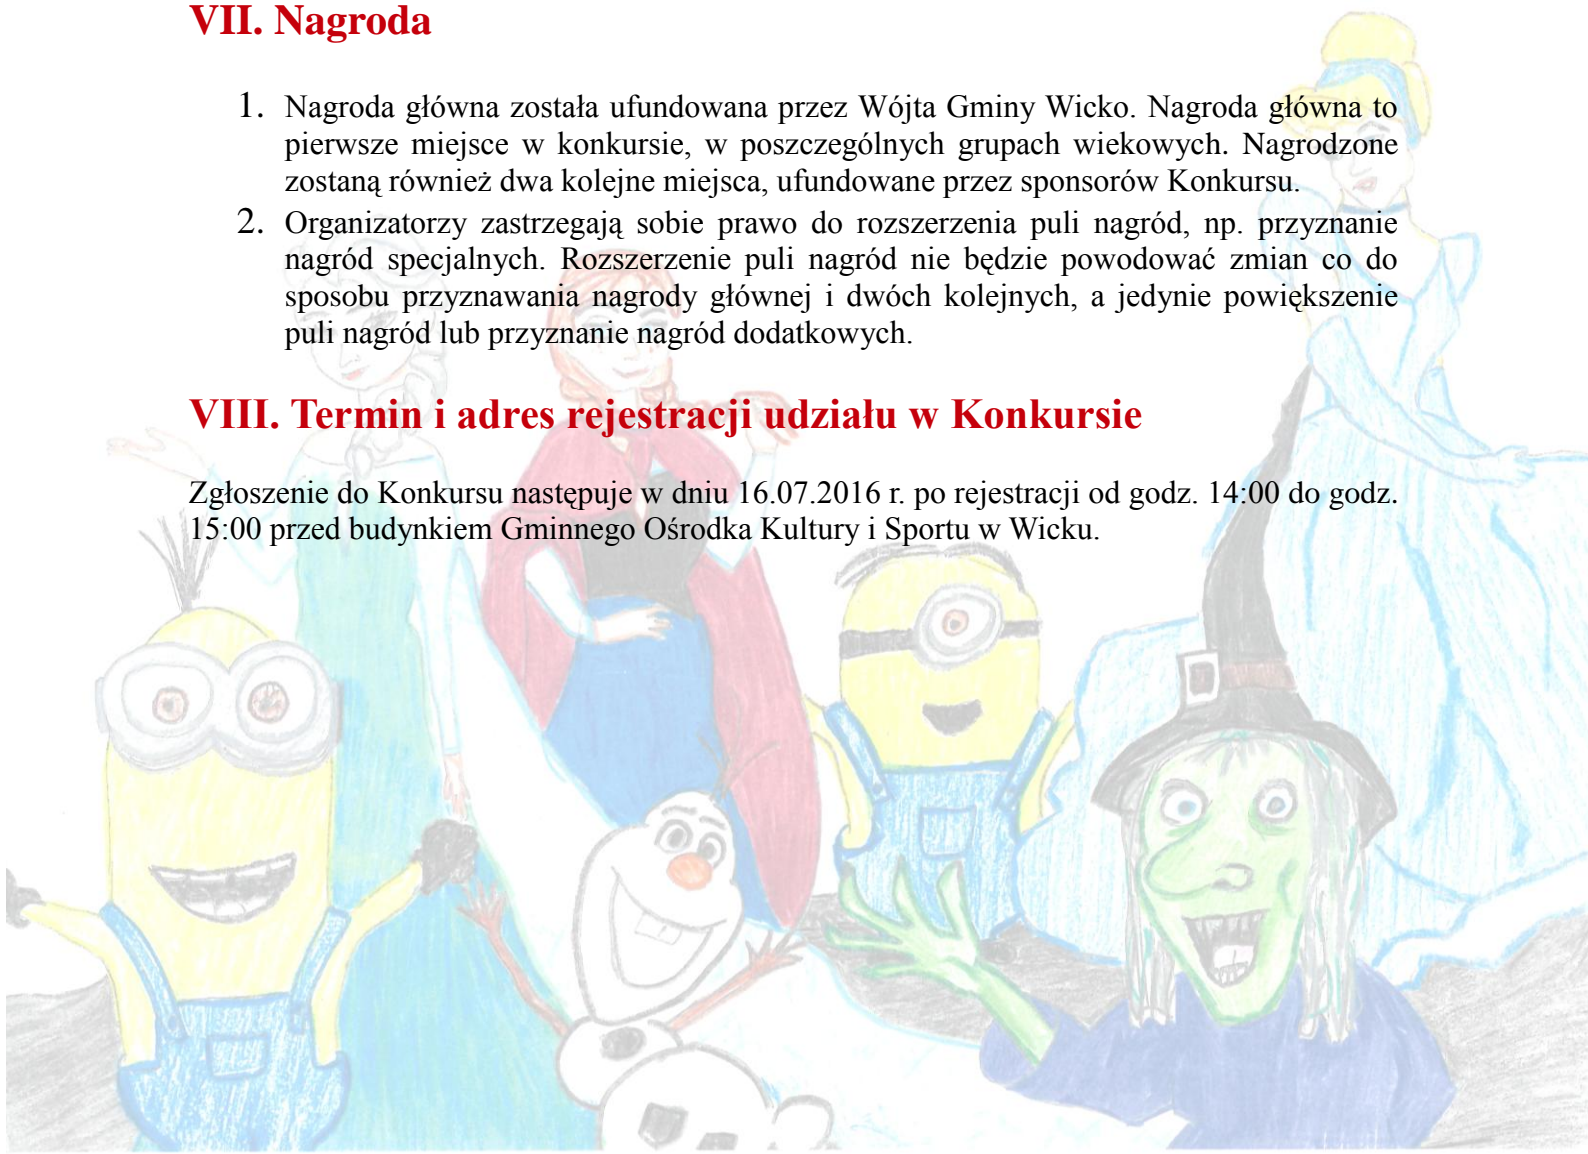 VII. Nagroda
1. Nagroda główna została ufundowana przez Wójta Gminy Wicko. Nagroda główna to
pierwsze miejsce w konkursie, w poszczególnych grupach wiekowych. Nagrodzone
zostaną również dwa kolejne miejsca, ufundowane przez sponsorów Konkursu.
2. Organizatorzy zastrzegają sobie prawo do rozszerzenia puli nagród, np. przyznanie
nagród specjalnych. Rozszerzenie puli nagród nie będzie powodować zmian co do
sposobu przyznawania nagrody głównej i dwóch kolejnych, a jedynie powiększenie
puli nagród lub przyznanie nagród dodatkowych.
VIII. Termin i adres rejestracji udziału w Konkursie
Zgłoszenie do Konkursu następuje w dniu 16.07.2016 r. po rejestracji od godz. 14:00 do godz.
15:00 przed budynkiem Gminnego Ośrodka Kultury i Sportu w Wicku.